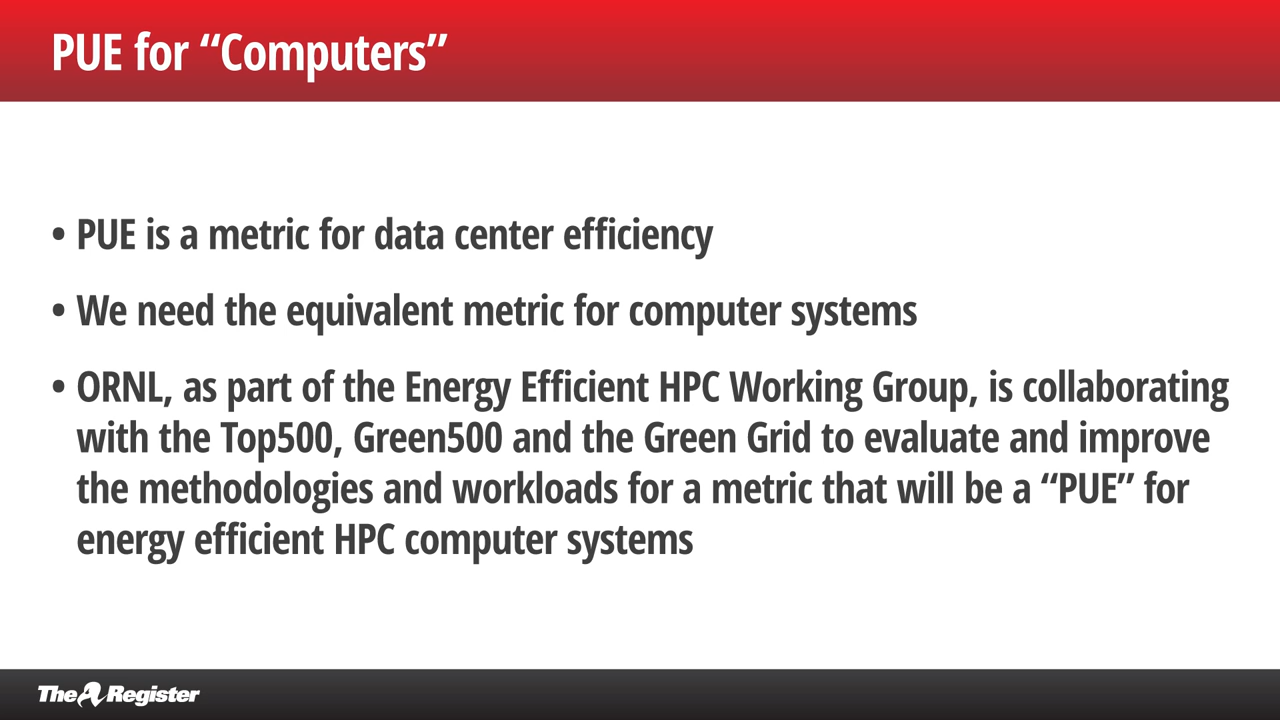 PUE for “Computers”
• PUE is a metric for data center efficiency
• We need the equivalent metric for computer systems
• ORNL, as part of the Energy Efficient HPC Working Group, is collaborating
with the Top500, Green500 and the Green Grid to evaluate and improve
the methodologies and workloads for a metric that will be a “PUE” for
energy efficient HPC computer systems
The Register